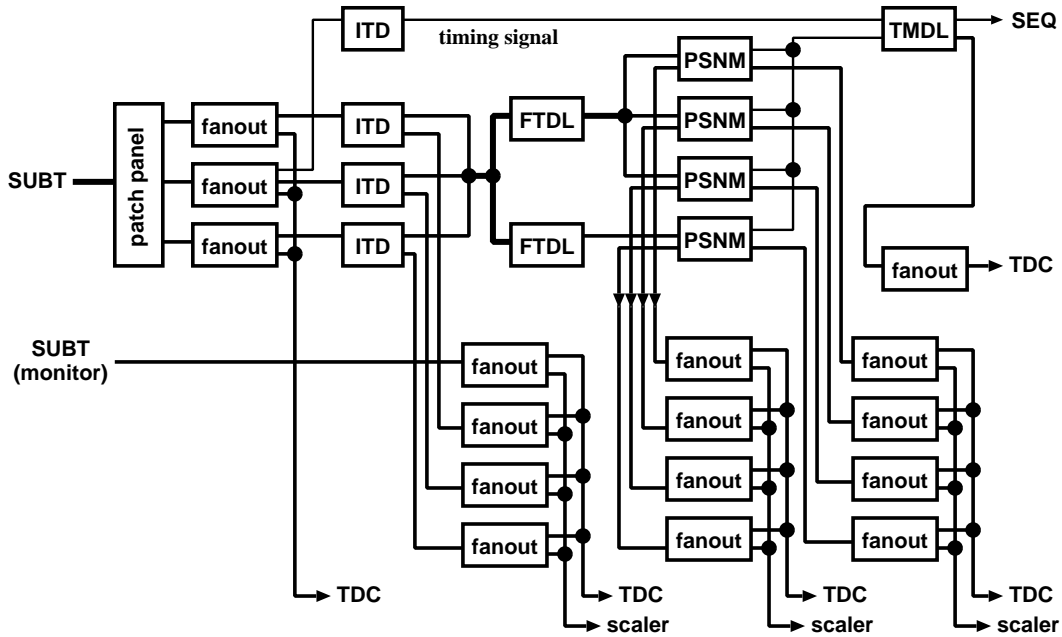 ITD
timing signal
TMDL
SEQ
PSNM
patch panel
fanout
ITD
FTDL
PSNM
SUBT
fanout
ITD
PSNM
fanout
ITD
FTDL
PSNM
fanout
TDC
SUBT
(monitor)
fanout
fanout
fanout
fanout
fanout
fanout
fanout
fanout
fanout
fanout
fanout
fanout
TDC
TDC
TDC
TDC
scaler
scaler
scaler